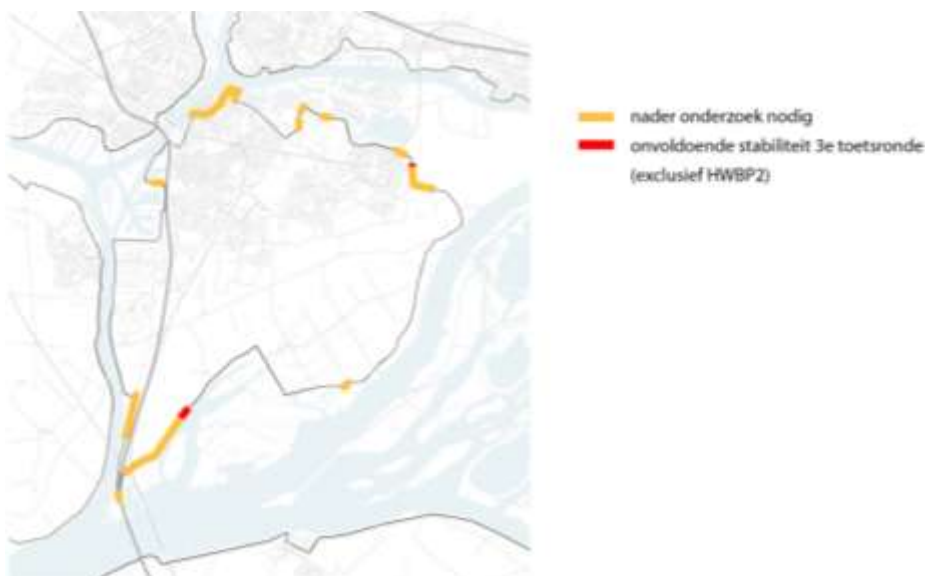 nader onderzoek nodig
onvoldoende stabiliteit 3e toetsronde
(exclusief HWBP2)